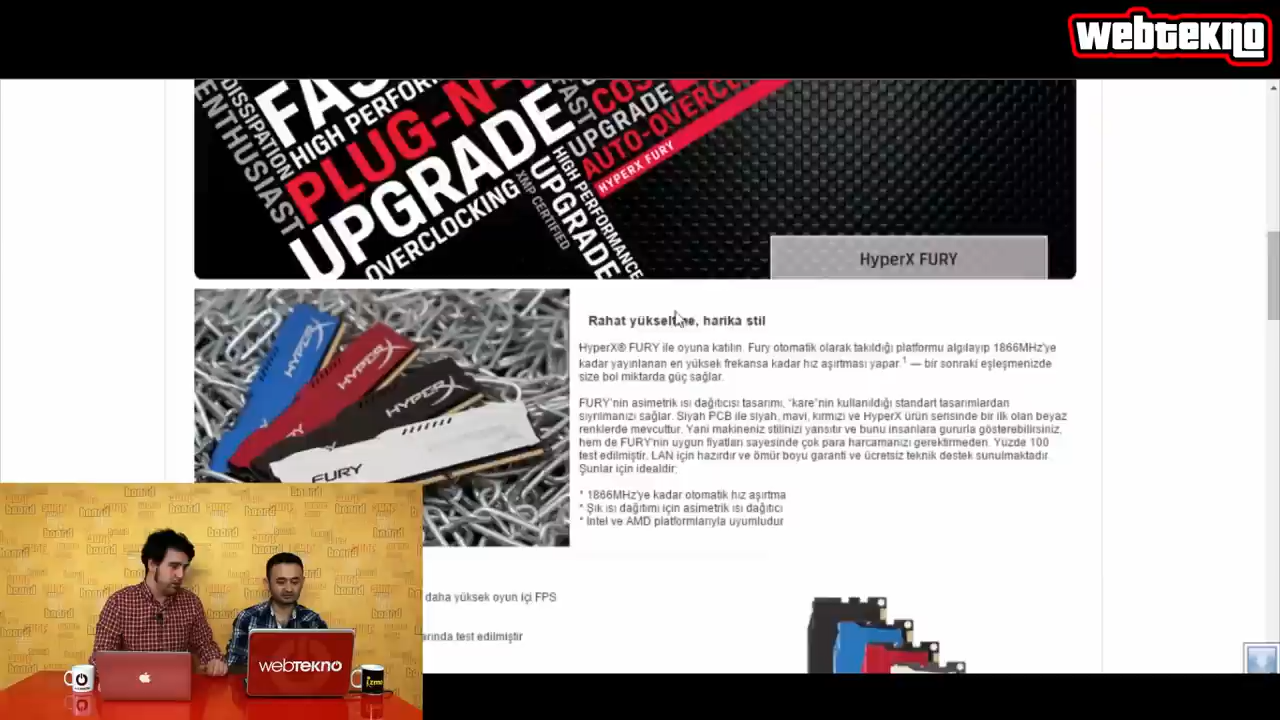 webtekno
FAS
DISSIPATION
ENTHUSIAST
HIGH PERFOR
PLUG-N-
UPGRADE
OVERCLOCKING
FAST
COS
UPGRADE
AUTO-OVERCL
HYPERX FURY
HIGH PERFORMANCE
UPGRADE
XMP CERTIFIED
HyperX FURY
HYPERX
HYPERX
HYPERX
FURY
Rahat yükseltme, harika stil
HyperX® FURY ile oyuna katılın. Fury otomatik olarak takıldığı platformu algılayıp 1866MHz'ye
kadar yayınlanan en yüksek frekansa kadar hız aşırtması yapar.1 — bir sonraki eşleşmenizde
size bol miktarda güç sağlar.
FURY'nin asimetrik ısı dağıtıcısı tasarımı, "kare"nin kullanıldığı standart tasarımlardan
sıyrılmanızı sağlar. Siyah PCB ile siyah, mavi, kırmızı ve HyperX ürün serisinde bir ilk olan beyaz
renklerde mevcuttur. Yani makineniz stilinizi yansıtır ve bunu insanlara gururla gösterebilirsiniz,
hem de FURY'nin uygun fiyatları sayesinde çok para harcamanızı gerektirmeden. Yüzde 100
test edilmiştir. LAN için hazırdır ve ömür boyu garanti ve ücretsiz teknik destek sunulmaktadır.
Şunlar için idealdir:
* 1866MHz'ye kadar otomatik hız aşırtma
* Şık ısı dağıtımı için asimetrik ısı dağıtıcı
* Intel ve AMD platformlarıyla uyumludur
daha yüksek oyun içi FPS
arında test edilmiştir
webtekno